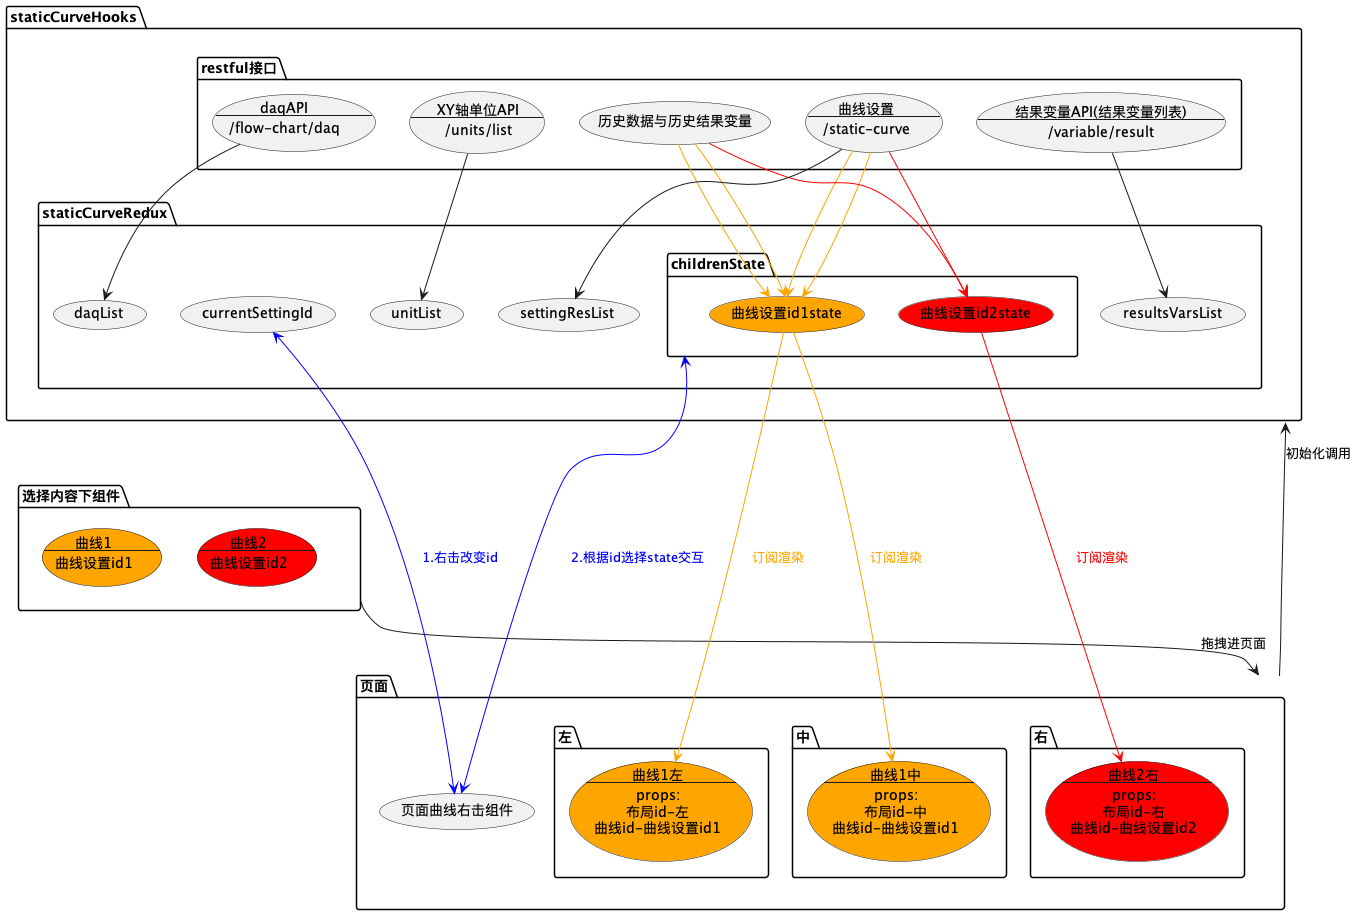 staticCurveHooks
restful接口
daqAPI
/flow-chart/daq
XY轴单位API
/units/list
历史数据与历史结果变量
曲线设置
/static-curve
结果变量API(结果变量列表)
/variable/result
staticCurveRedux
childrenState
daqList
currentSettingId
unitList
settingResList
曲线设置id1state
曲线设置id2state
resultsVarsList
初始化调用
选择内容下组件
曲线1
曲线设置id1
曲线2
曲线设置id2
1.右击改变id
2.根据id选择state交互
订阅渲染
订阅渲染
订阅渲染
拖拽进页面
页面
左
中
右
页面曲线右击组件
曲线1左
props:
布局id-左
曲线id-曲线设置id1
曲线1中
props:
布局id-中
曲线id-曲线设置id1
曲线2右
props:
布局id-右
曲线id-曲线设置id2